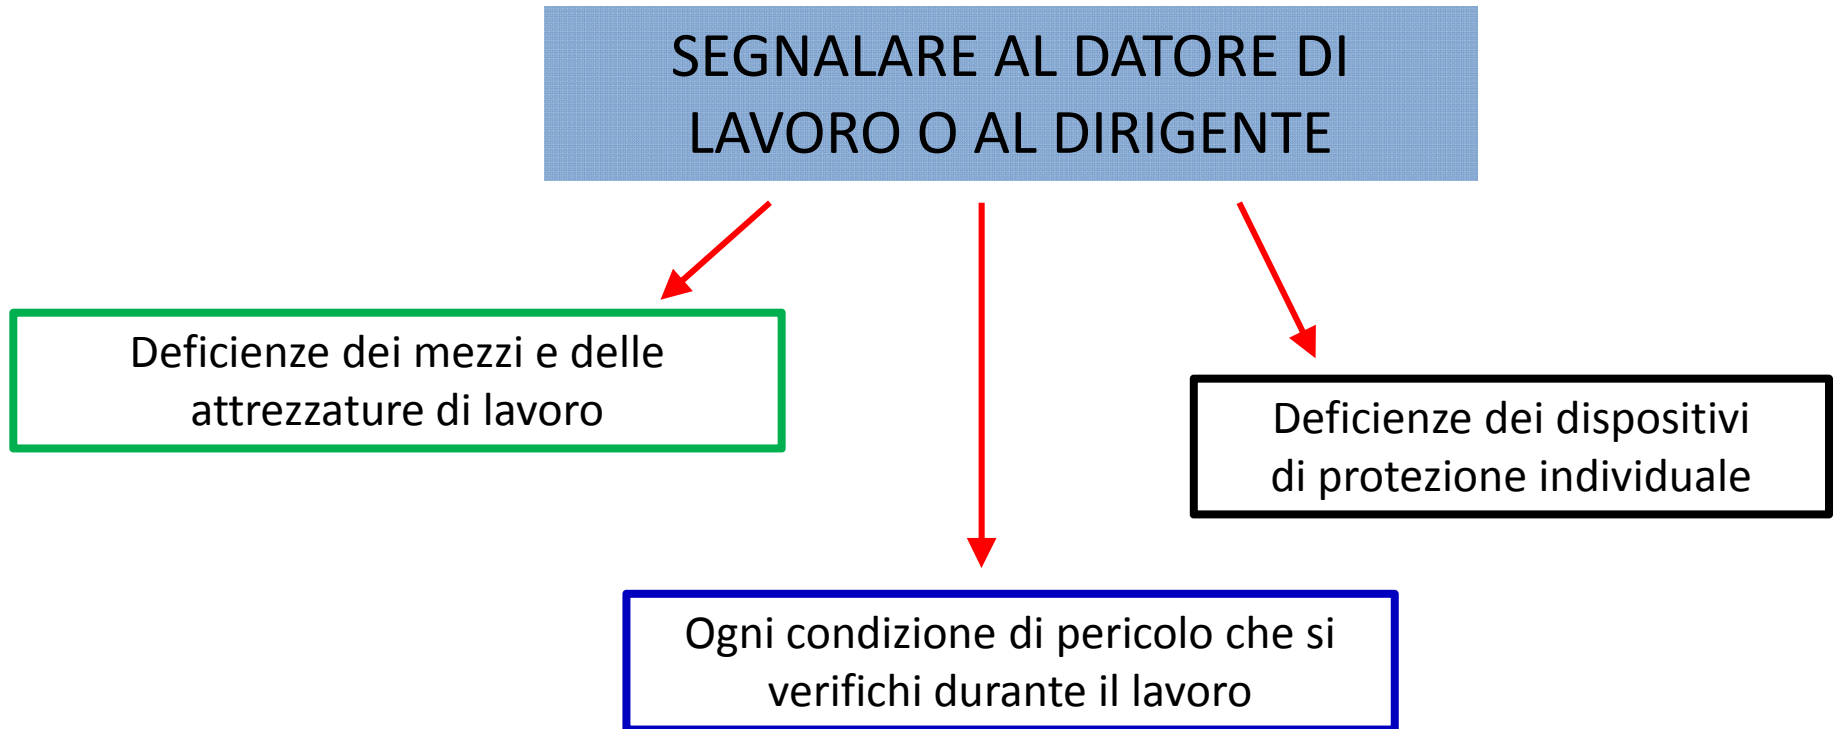 SEGNALARE AL DATORE DI
LAVORO O AL DIRIGENTE
Deficienze dei mezzi e delle
attrezzature di lavoro
Deficienze dei dispositivi
di protezione individuale
Ogni condizione di pericolo che si
verifichi durante il lavoro